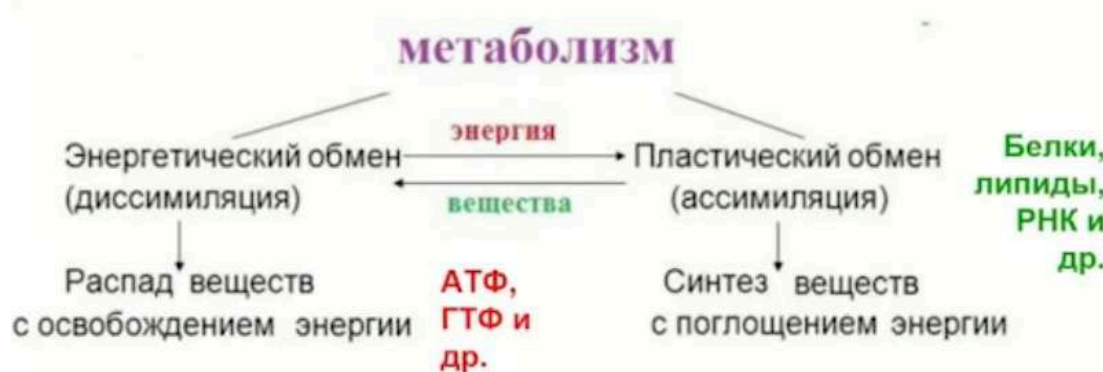 метаболизм
энергия
Энергетический обмен
(диссимиляция)
вещества
Пластический обмен
(ассимиляция)
Белки,
липиды,
РНК и
др.
Распад веществ
с освобождением энергии
АТФ,
ГТФ и
др.
Синтез веществ
с поглощением энергии